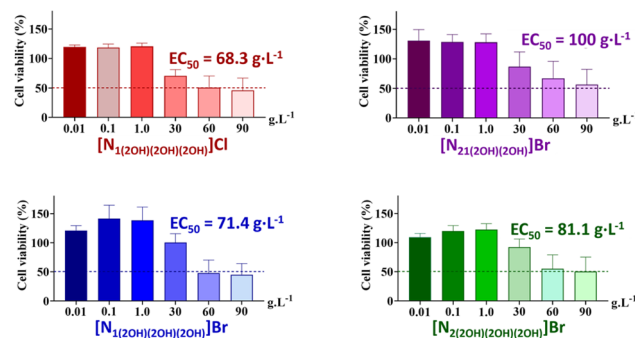 Cell viability (%)
150
100
50
0
EC50 = 68.3 g·L-1
0.01 0.1 1.0 30 60 90 g.L-1
[N1(2OH)(2OH)(2OH)]Cl
Cell viability (%)
150
100
50
0
EC50 = 100 g·L-1
0.01 0.1 1.0 30 60 90 g.L-1
[N21(2OH)(2OH)]Br
Cell viability (%)
150
100
50
0
EC50 = 71.4 g·L-1
0.01 0.1 1.0 30 60 90 g.L-1
[N1(2OH)(2OH)(2OH)]Br
Cell viability (%)
150
100
50
0
EC50 = 81.1 g·L-1
0.01 0.1 1.0 30 60 90 g.L-1
[N2(2OH)(2OH)(2OH)]Br